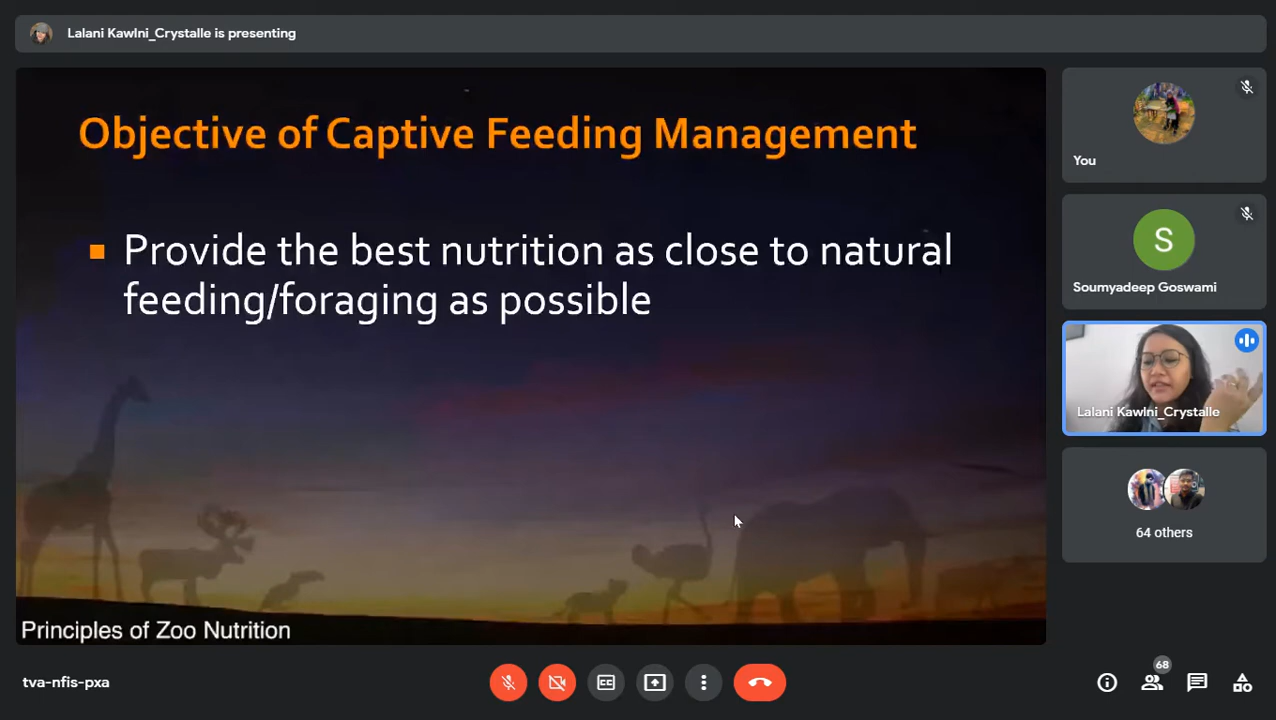 Lalani Kawlni_Crystalle is presenting
Objective of Captive Feeding Management
Provide the best nutrition as close to natural
feeding/foraging as possible
Principles of Zoo Nutrition
You
S
Soumyadeep Goswami
Lalani Kawlni_Crystalle
64 others
tva-nfis-pxa
CC
68